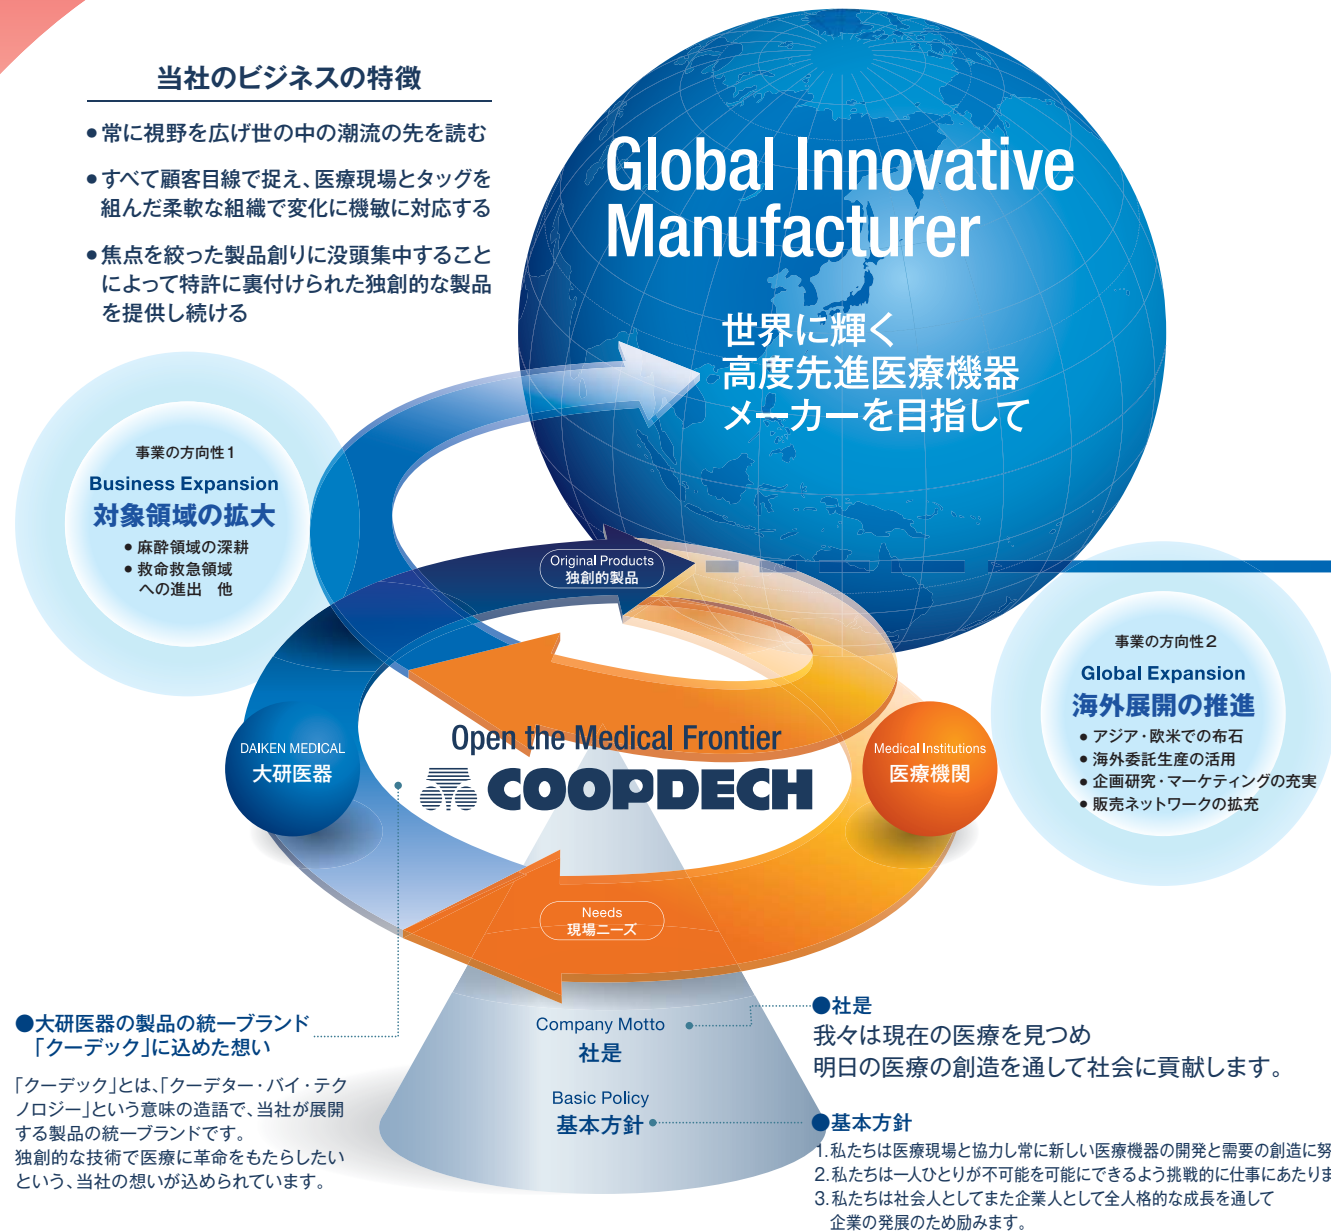 当社のビジネスの特徴
●常に視野を広げ世の中の潮流の先を読む
●すべて顧客目線で捉え、医療現場とタッグを
組んだ柔軟な組織で変化に機敏に対応する
●焦点を絞った製品創りに没頭集中すること
によって特許に裏付けられた独創的な製品
を提供し続ける
Global Innovative
Manufacturer
世界に輝く
高度先進医療機器
メーカーを目指して
事業の方向性1
Business Expansion
対象領域の拡大
●麻酔領域の深耕
●救命救急領域
への進出 他
Original Products
独創的製品
事業の方向性2
Global Expansion
海外展開の推進
●アジア・欧米での布石
●海外委託生産の活用
●企画研究・マーケティングの充実
●販売ネットワークの拡充
DAIKEN MEDICAL
大研医器
Open the Medical Frontier
COOPDECH
Medical Institutions
医療機関
Needs
現場ニーズ
●大研医器の製品の統一ブランド
「クーデック」に込めた想い
「クーデック」とは、「クーデター・バイ・テク
ノロジー」という意味の造語で、当社が展開
する製品の統一ブランドです。
独創的な技術で医療に革命をもたらしたい
という、当社の想いが込められています。
Company Motto
社是
Basic Policy
基本方針
●社是
我々は現在の医療を見つめ
明日の医療の創造を通して社会に貢献します。
●基本方針
1.私たちは医療現場と協力し常に新しい医療機器の開発と需要の創造に努
2.私たちは一人ひとりが不可能を可能にできるよう挑戦的に仕事にあたりま
3.私たちは社会人としてまた企業人として全人格的な成長を通して
企業の発展のため励みます。